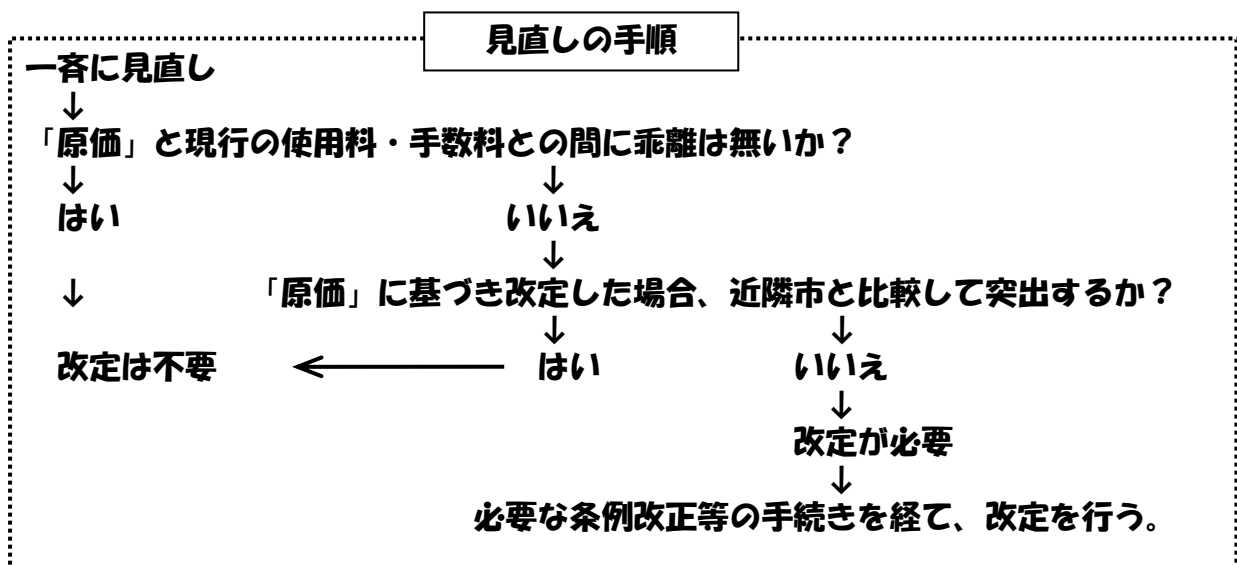 見直しの手順
一斉に見直し
↓
「原価」と現行の使用料・手数料との間に乖離は無いか？
↓ ↓
はい いいえ
↓
↓ 「原価」に基づき改定した場合、近隣市と比較して突出するか？
↓ ↓
改定は不要 ← はい いいえ
↓
改定が必要
↓
必要な条例改正等の手続きを経て、改定を行う。